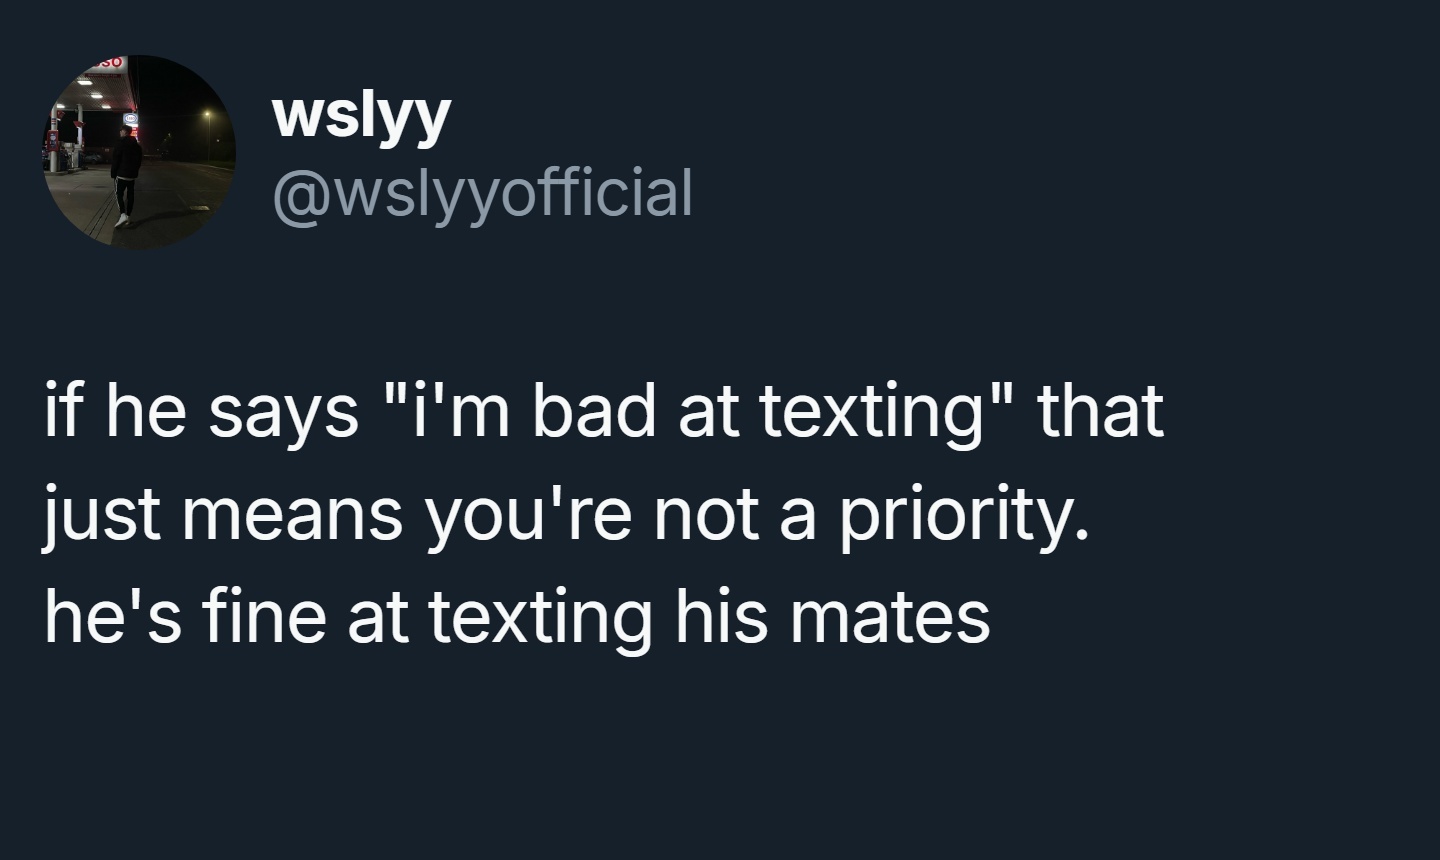 wslyy
@wslyyofficial
if he says "i'm bad at texting" that
just means you're not a priority.
he's fine at texting his mates